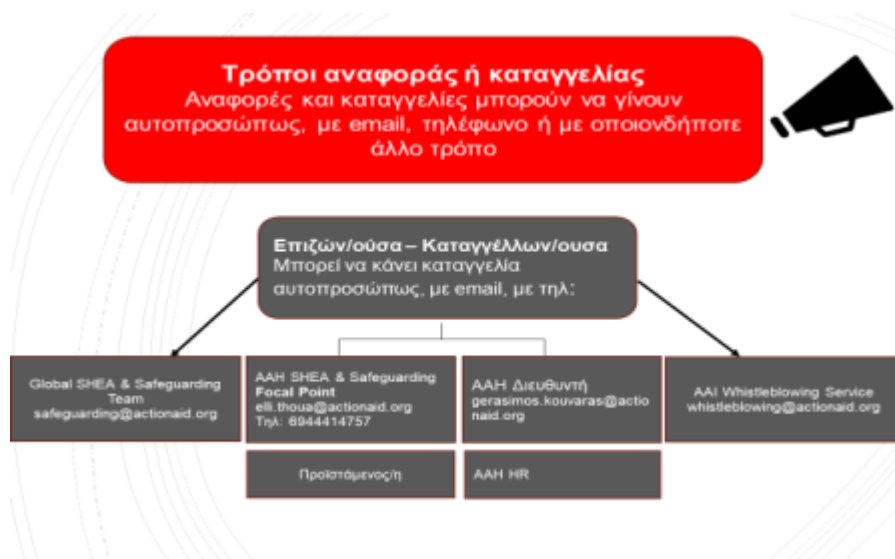 Τρόποι αναφοράς ή καταγγελίας
Αναφορές και καταγγελίες μπορούν να γίνουν
αυτοπροσώπως, με email, τηλέφωνο ή με οποιονδήποτε
άλλο τρόπο
Επιζών/ούσα – Καταγγέλλων/ουσα
Μπορεί να κάνει καταγγελία
αυτοπροσώπως, με email, με τηλ:
Global SHEA & Safeguarding
Team
safeguarding@actionaid.org
AAH SHEA & Safeguarding
Focal Point
elli.thoua@actionaid.org
Τηλ: 6944414757
AAH Διευθυντή
gerasimos.kouvaras@actio
naid.org
AAI Whistleblowing Service
whistleblowing@actionaid.org
Προϊστάμενος/η
AAH HR